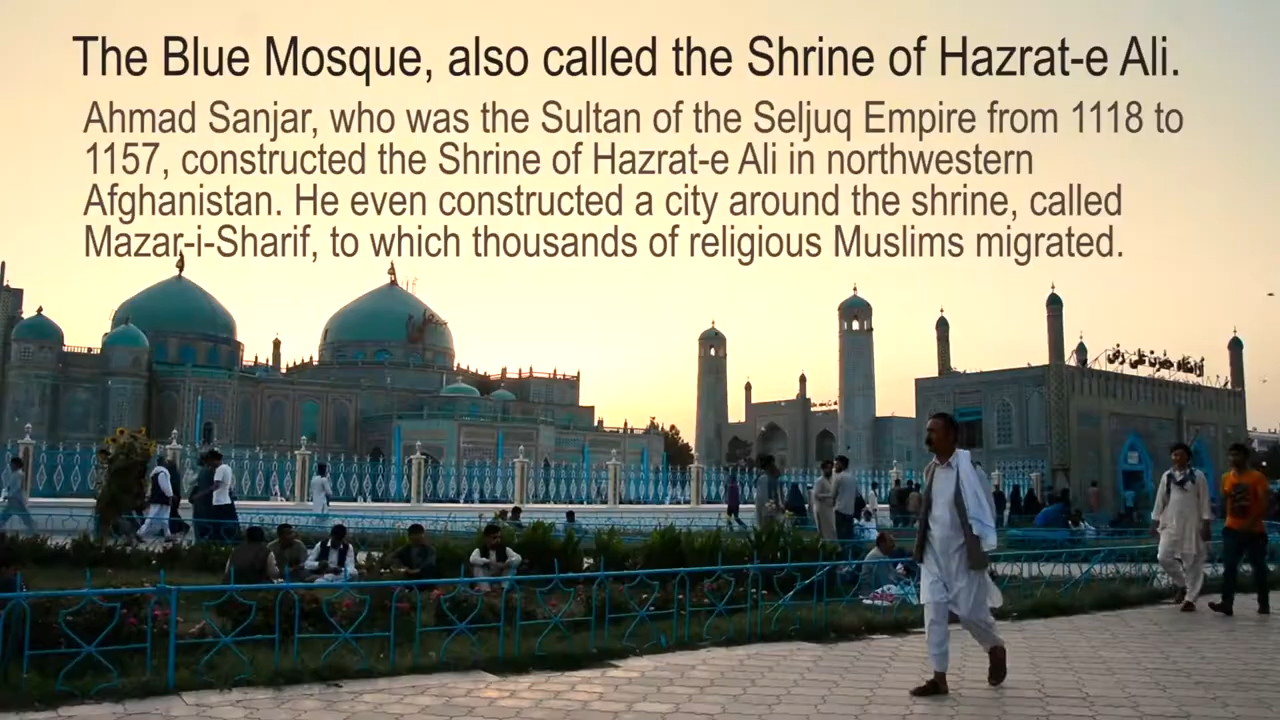 The Blue Mosque, also called the Shrine of Hazrat-e Ali.
Ahmad Sanjar, who was the Sultan of the Seljuq Empire from 1118 to
1157, constructed the Shrine of Hazrat-e Ali in northwestern
Afghanistan. He even constructed a city around the shrine, called
Mazar-i-Sharif, to which thousands of religious Muslims migrated.